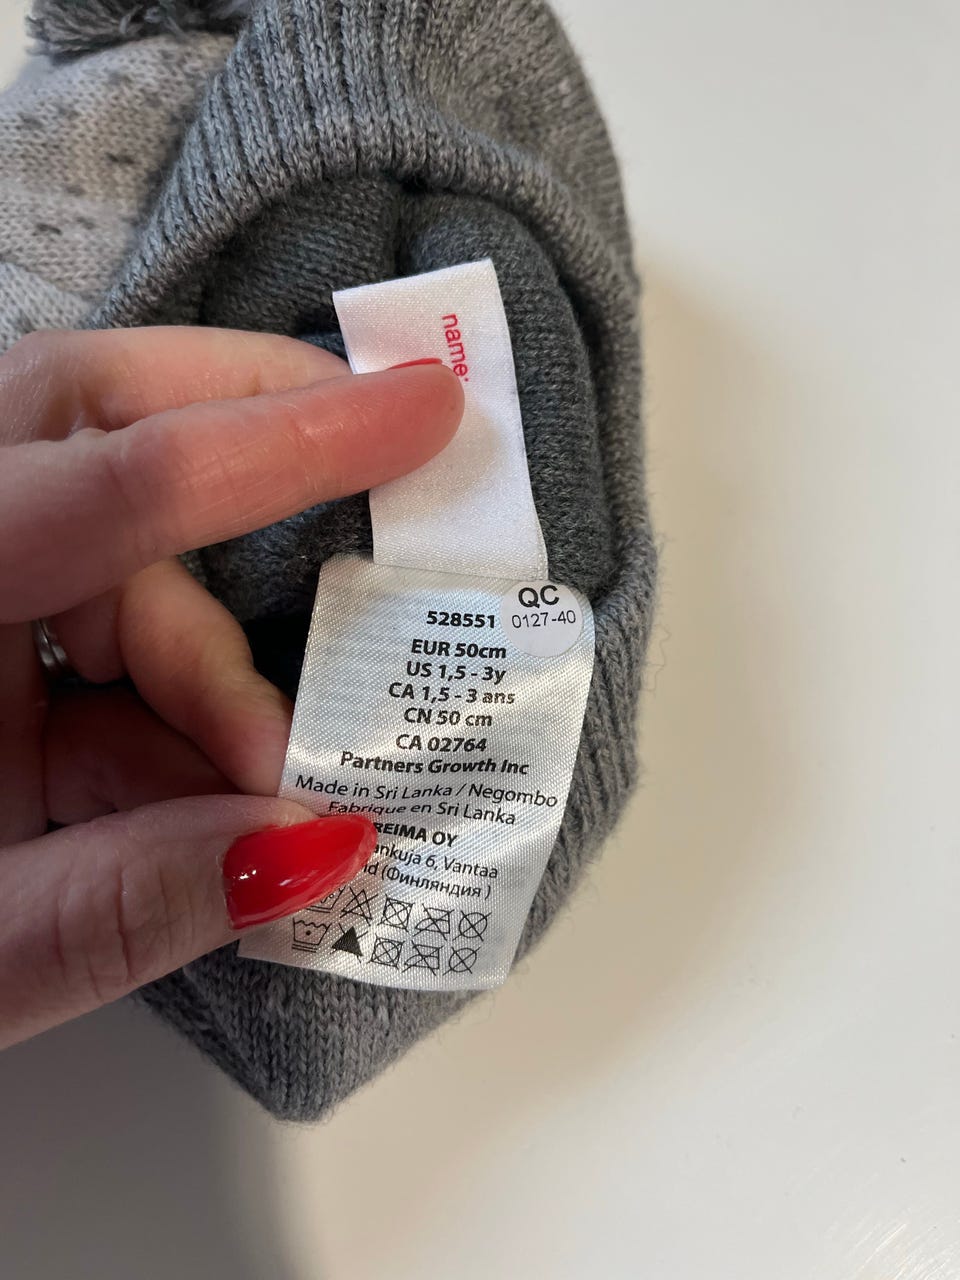 name:
QC
0127-40
528551
EUR 50cm
US 1,5 - 3y
CA 1,5 - 3 ans
CN 50 cm
CA 02764
Partners Growth Inc
Made in Sri Lanka / Negombo
Fabrique en Sri Lanka
REIMA OY
6, Vantaa
(Финляндия )